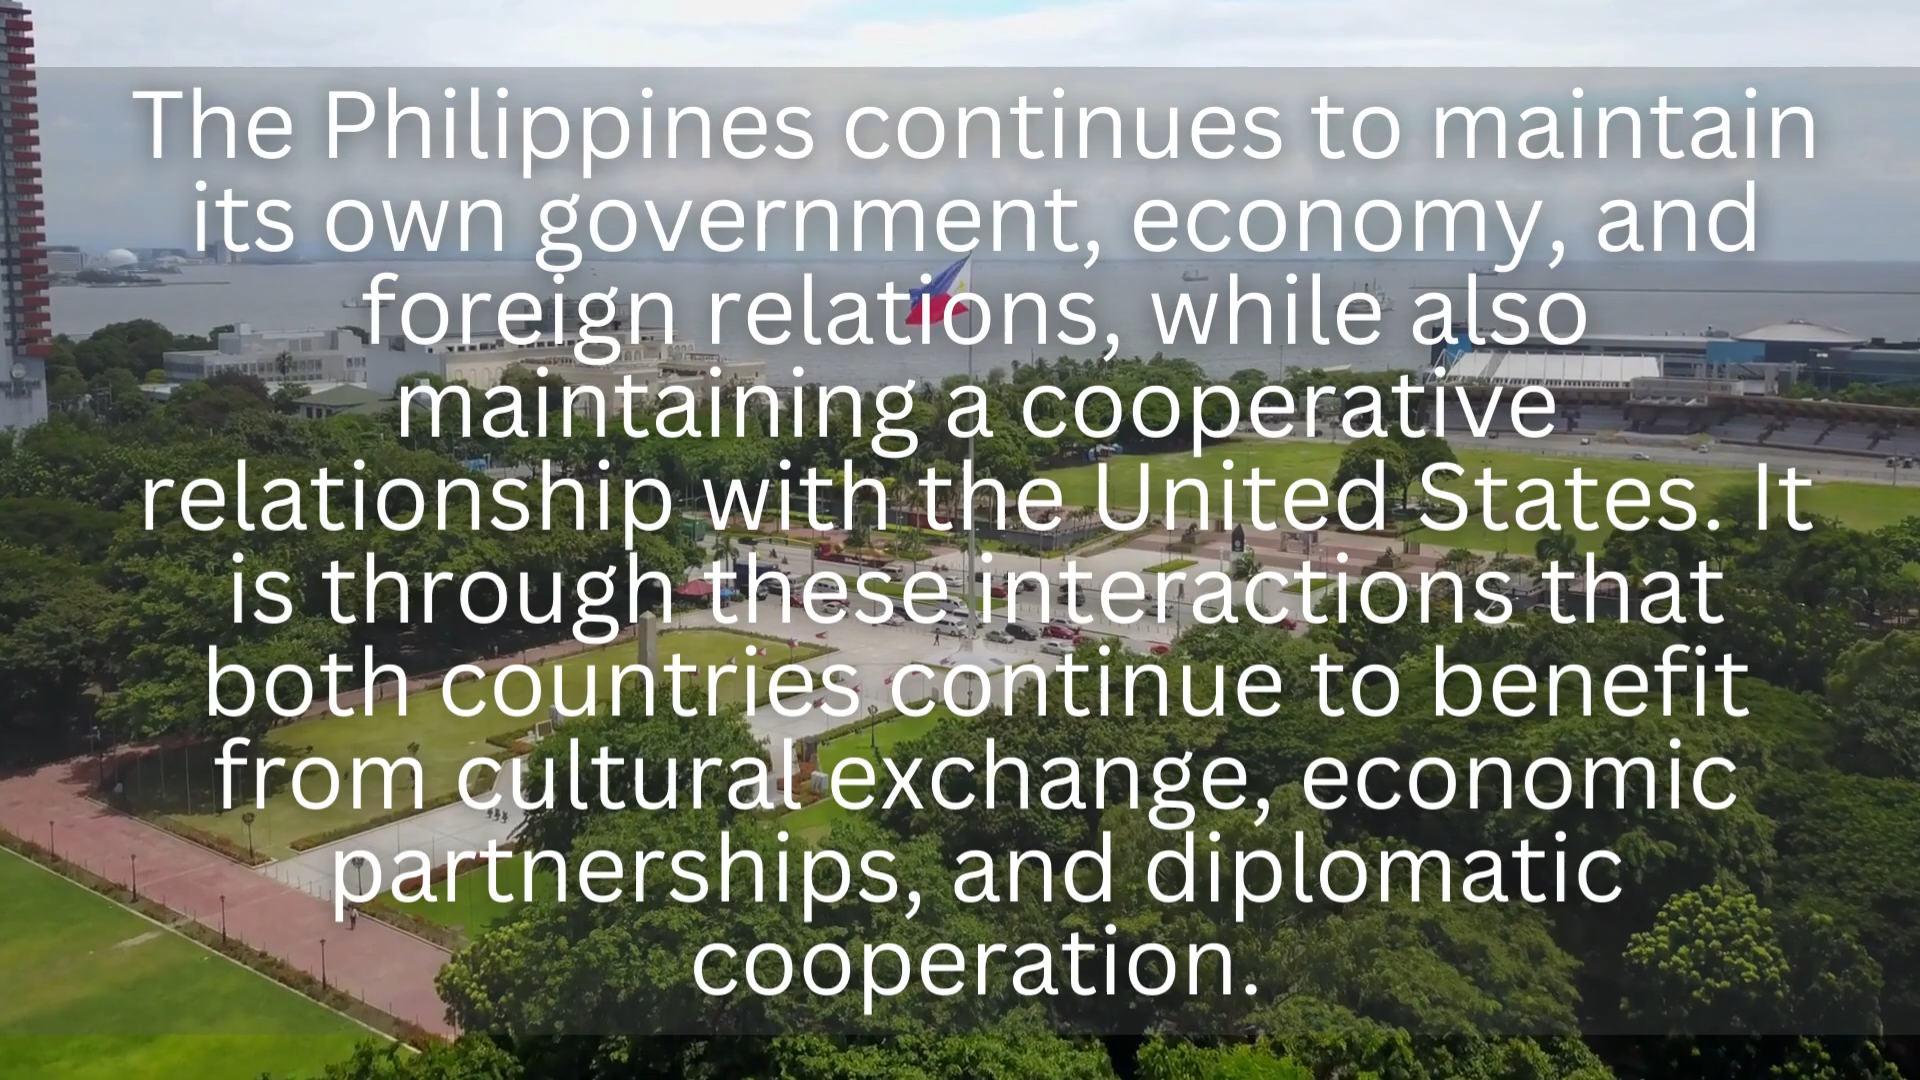 The Philippines continues to maintain
its own government, economy, and
foreign relations, while also
maintaining a cooperative
relationship with the United States. It
is through these interactions that
both countries continue to benefit
from cultural exchange, economic
partnerships, and diplomatic
cooperation.